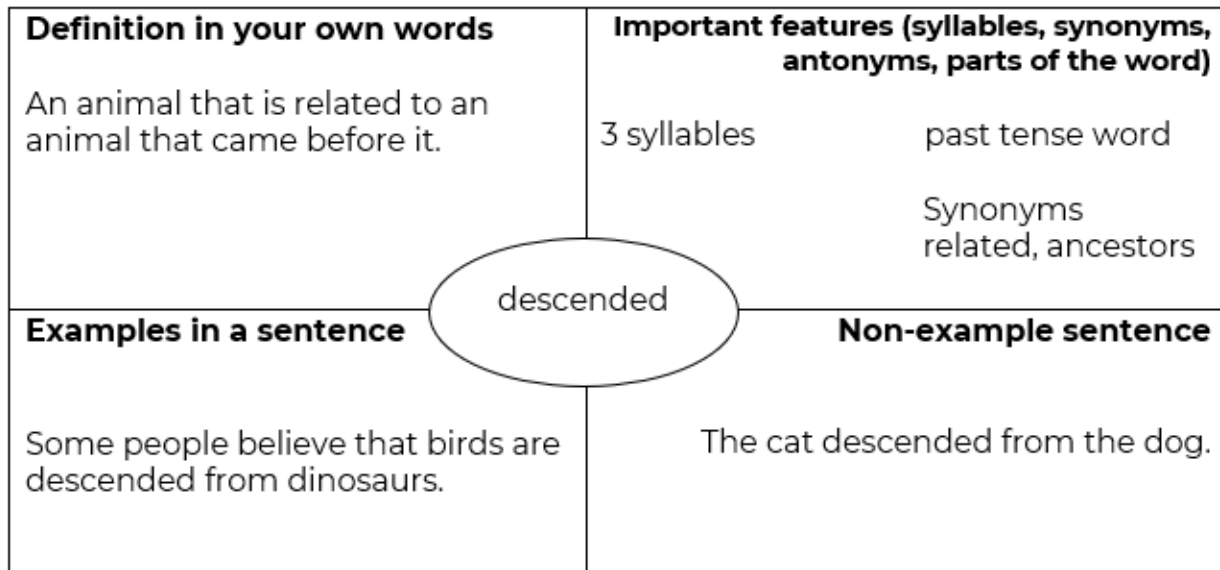 Definition in your own words
An animal that is related to an
animal that came before it.
Important features (syllables, synonyms,
antonyms, parts of the word)
3 syllables
past tense word
Synonyms
related, ancestors
descended
Examples in a sentence
Some people believe that birds are
descended from dinosaurs.
Non-example sentence
The cat descended from the dog.